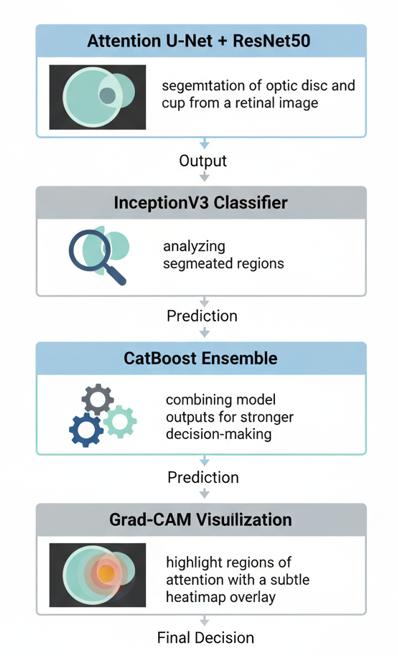 Attention U-Net + ResNet50
segemtation of optic disc and
cup from a retinal image
Output
InceptionV3 Classifier
analyzing
segmeated regions
Prediction
CatBoost Ensemble
combining model
outputs for stronger
decision-making
Prediction
Grad-CAM Visuilization
highlight regions of
attention with a subtle
heatimap overlay
Final Decision